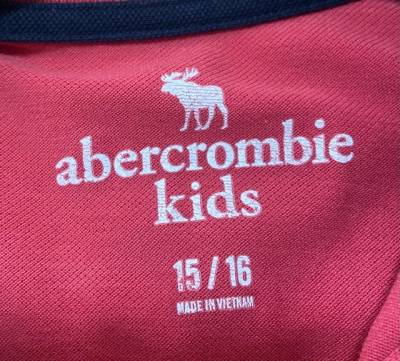 abercrombie
kids
15 / 16
MADE IN VIETNAM